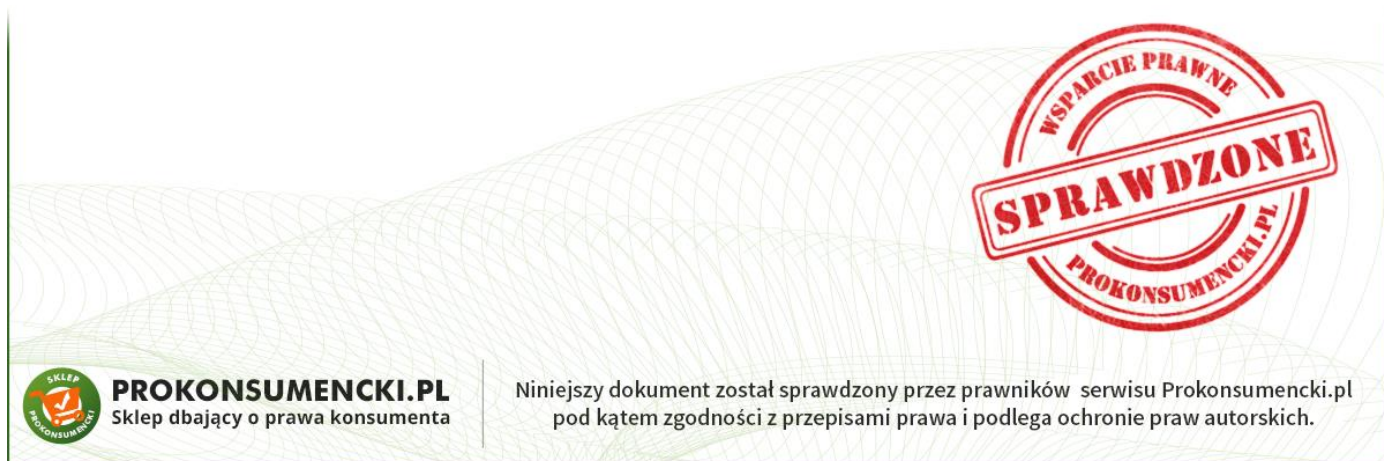 WSPARCIE PRAWNE
SPRAWDZONE
PROKONSUMENCKI.PL
SKLEP
PROKONSUMENCKI
PROKONSUMENCKI.PL
Sklep dbający o prawa konsumenta
Niniejszy dokument został sprawdzony przez prawników serwisu Prokonsumencki.pl
pod kątem zgodności z przepisami prawa i podlega ochronie praw autorskich.